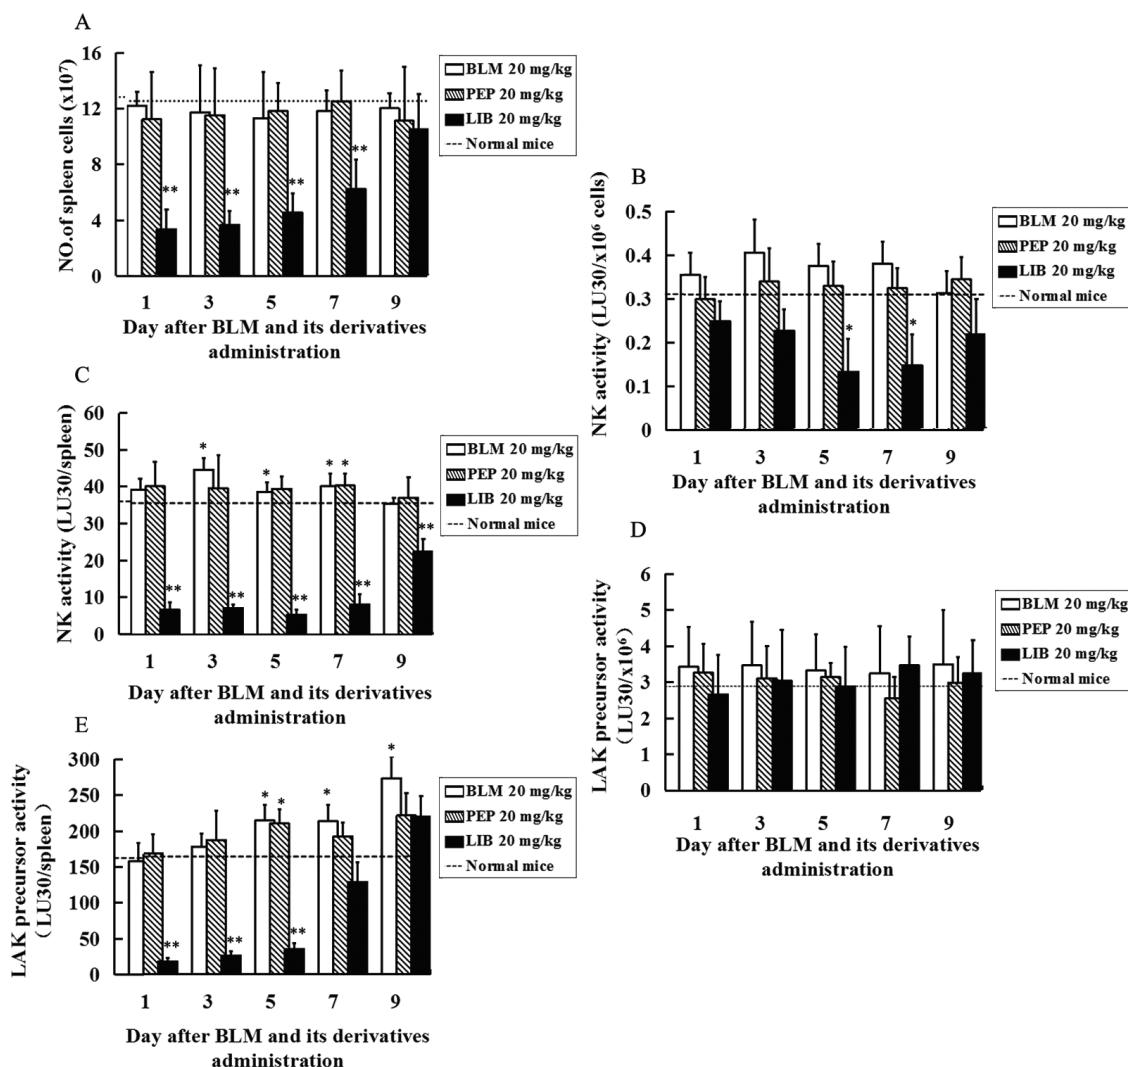 A
NO.of spleen cells (x10⁷)
16
12
8
4
0
1 3 5 7 9
** ** ** **
Day after BLM and its derivatives
administration
BLM 20 mg/kg
PEP 20 mg/kg
LIB 20 mg/kg
Normal mice
B
NK activity (LU30/x10⁶ cells)
0.5
0.4
0.3
0.2
0.1
0
* *
1 3 5 7 9
Day after BLM and its derivatives
administration
BLM 20 mg/kg
PEP 20 mg/kg
LIB 20 mg/kg
Normal mice
C
NK activity (LU30/spleen)
60
50
40
30
20
10
0
* * * *
** ** ** ** **
1 3 5 7 9
Day after BLM and its derivatives
administration
BLM 20 mg/kg
PEP 20 mg/kg
LIB 20 mg/kg
Normal mice
D
LAK precursor activity
(LU30/x10⁶)
6
5
4
3
2
1
0
1 3 5 7 9
Day after BLM and its derivatives
administration
BLM 20 mg/kg
PEP 20 mg/kg
LIB 20 mg/kg
Normal mice
E
LAK precursor activity
(LU30/spleen)
300
250
200
150
100
50
0
* * * *
** ** **
1 3 5 7 9
Day after BLM and its derivatives
administration
BLM 20 mg/kg
PEP 20 mg/kg
LIB 20 mg/kg
Normal mice